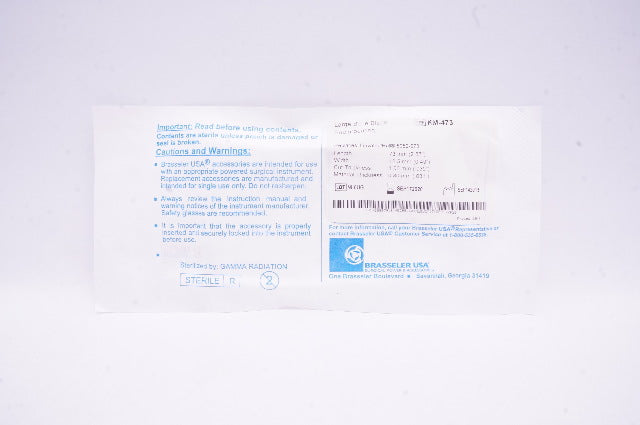 Important: Read before using contents.
Contents are sterile unless pouch is damaged or
seal is broken.
Cautions and Warnings:
• Brasseler USA® accessories are intended for use
with an appropriate powered surgical instrument.
Replacement accessories are manufactured and
intended for single use only. Do not resharpen.
• Always review the instruction manual and
warning notices of the instrument manufacturer.
Safety glasses are recommended.
• It is important that the accessory is properly
inserted and securely locked into the instrument
before use.
Sterilized by: GAMMA RADIATION
STERILE R
KM-473
Length
Width
LOT
For more information, call your Brasseler USA® Representative or
contact Brasseler USA® Customer Service at
BRASSELER USA®
One Brasseler Boulevard ■ Savannah, Georgia 31419